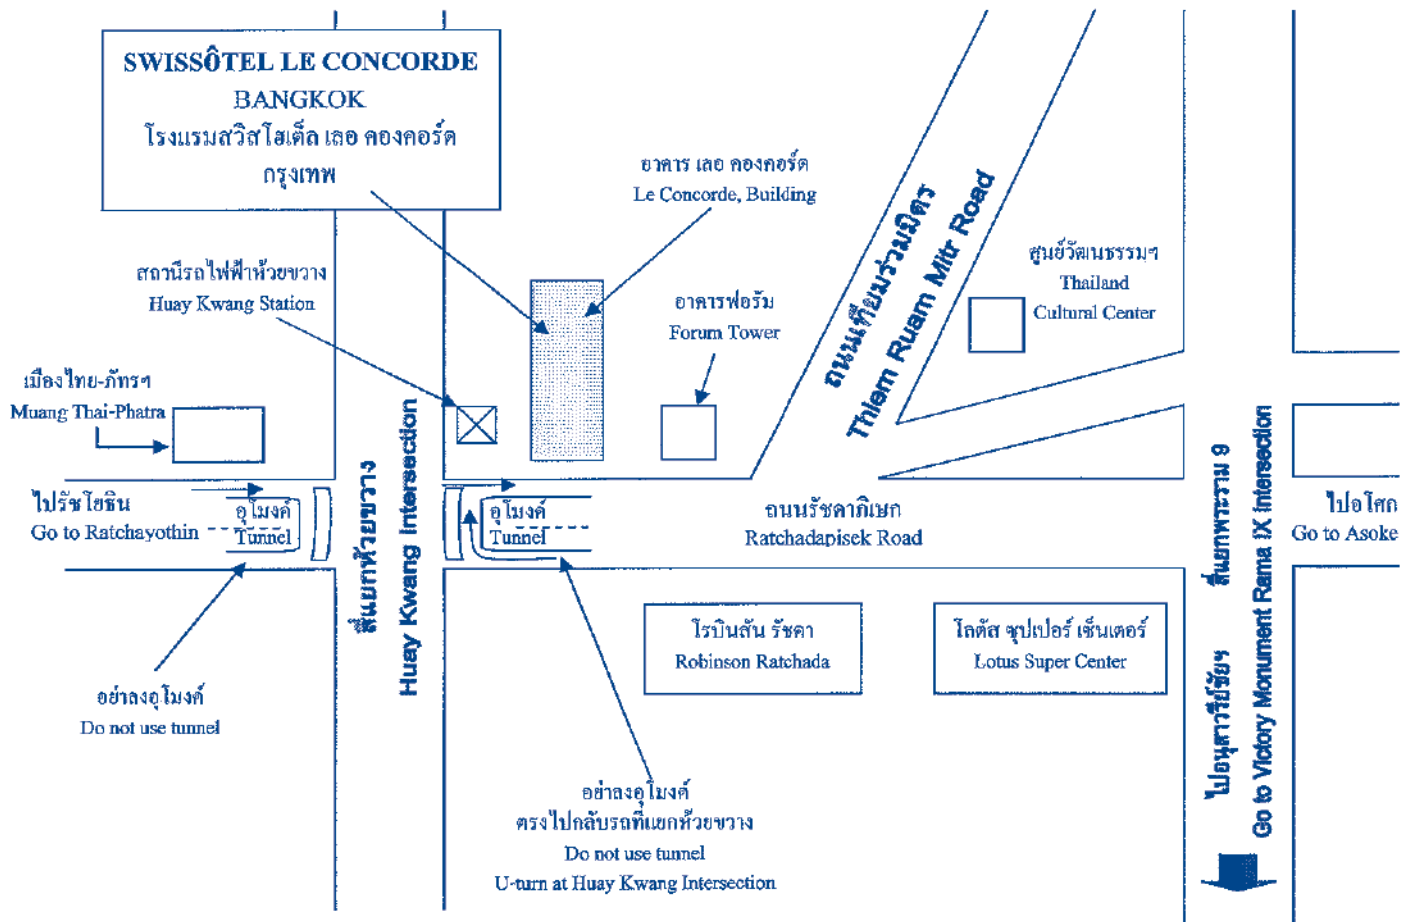 SWISSÔTEL LE CONCORDE
BANGKOK
โรงแรมสวิสโฮเต็ล เลอ คองคอร์ด
กรุงเทพ
อาคาร เลอ คองคอร์ด
Le Concorde, Building
สถานีรถไฟฟ้าห้วยขวาง
Huay Kwang Station
อาคารฟอรั่ม
Forum Tower
ถนนเทียมร่วมมิตร
Thiem Ruam Mitr Road
ศูนย์วัฒนธรรมฯ
Thailand
Cultural Center
เมืองไทย-ภัทรฯ
Muang Thai-Phatra
ไปรัชโยธิน
Go to Ratchayothin
อุโมงค์
Tunnel
สี่แยกห้วยขวาง
Huay Kwang Intersection
อุโมงค์
Tunnel
ถนนรัชดาภิเษก
Ratchadapisek Road
สี่แยกพระราม 9
ไปอนุสาวรีย์ชัยฯ
Go to Victory Monument Rama IX Intersection
ไปอโศก
Go to Asoke
โรบินสัน รัชดา
Robinson Ratchada
โลตัส ซุปเปอร์ เซ็นเตอร์
Lotus Super Center
อย่าลงอุโมงค์
Do not use tunnel
อย่าลงอุโมงค์
ตรงไปกลับรถที่แยกห้วยขวาง
Do not use tunnel
U-turn at Huay Kwang Intersection